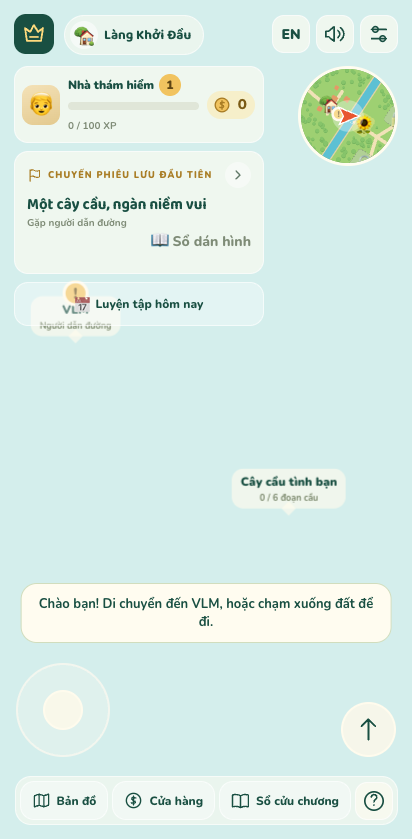 Làng Khởi Đầu
EN
Nhà thám hiểm 1
0
0 / 100 XP
CHUYẾN PHIÊU LƯU ĐẦU TIÊN
Một cây cầu, ngàn niềm vui
Gặp người dẫn đường
Sổ dán hình
Luyện tập hôm nay
VLM
Người dẫn đường
Cây cầu tình bạn
0 / 6 đoạn cầu
Chào bạn! Di chuyển đến VLM, hoặc chạm xuống đất để
đi.
Bản đồ
Cửa hàng
Sổ cửu chương